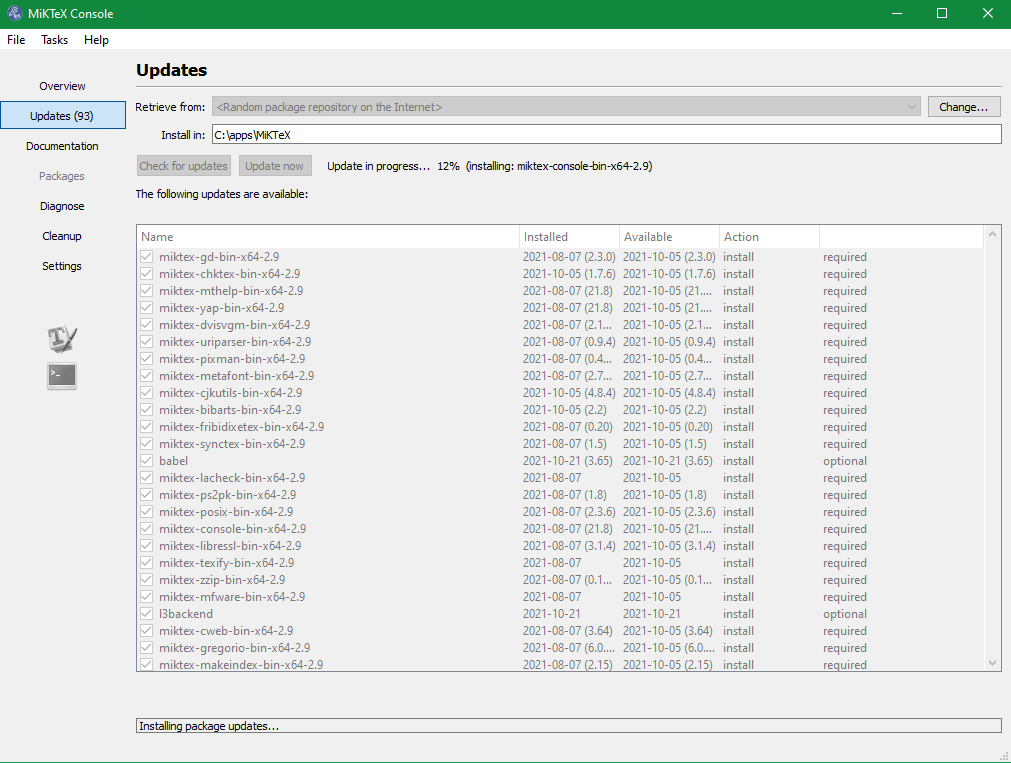 MiKTeX Console
File Tasks Help
Overview
Updates (93)
Documentation
Packages
Diagnose
Cleanup
Settings
Updates
Retrieve from: <Random package repository on the Internet> Change...
Install in: C:\apps\MiKTeX
Check for updates Update now Update in progress... 12% (installing: miktex-console-bin-x64-2.9)
The following updates are available:
Name Installed Available Action
miktex-gd-bin-x64-2.9 2021-08-07 (2.3.0) 2021-10-05 (2.3.0) install required
miktex-chktex-bin-x64-2.9 2021-10-05 (1.7.6) 2021-10-05 (1.7.6) install required
miktex-mthelp-bin-x64-2.9 2021-08-07 (21.8) 2021-10-05 (21.... install required
miktex-yap-bin-x64-2.9 2021-08-07 (21.8) 2021-10-05 (21.... install required
miktex-dvisvgm-bin-x64-2.9 2021-08-07 (2.1... 2021-10-05 (2.1... install required
miktex-uriparser-bin-x64-2.9 2021-08-07 (0.9.4) 2021-10-05 (0.9.4) install required
miktex-pixman-bin-x64-2.9 2021-08-07 (0.4... 2021-10-05 (0.4... install required
miktex-metafont-bin-x64-2.9 2021-08-07 (2.7... 2021-10-05 (2.7... install required
miktex-cjkutils-bin-x64-2.9 2021-10-05 (4.8.4) 2021-10-05 (4.8.4) install required
miktex-bibarts-bin-x64-2.9 2021-10-05 (2.2) 2021-10-05 (2.2) install required
miktex-fribidixetex-bin-x64-2.9 2021-08-07 (0.20) 2021-10-05 (0.20) install required
miktex-synctex-bin-x64-2.9 2021-08-07 (1.5) 2021-10-05 (1.5) install required
babel 2021-10-21 (3.65) 2021-10-21 (3.65) install optional
miktex-lacheck-bin-x64-2.9 2021-08-07 2021-10-05 install required
miktex-ps2pk-bin-x64-2.9 2021-08-07 (1.8) 2021-10-05 (1.8) install required
miktex-posix-bin-x64-2.9 2021-08-07 (2.3.6) 2021-10-05 (2.3.6) install required
miktex-console-bin-x64-2.9 2021-08-07 (21.8) 2021-10-05 (21.... install required
miktex-libressl-bin-x64-2.9 2021-08-07 (3.1.4) 2021-10-05 (3.1.4) install required
miktex-texify-bin-x64-2.9 2021-08-07 2021-10-05 install required
miktex-zzip-bin-x64-2.9 2021-08-07 (0.1... 2021-10-05 (0.1... install required
miktex-mfware-bin-x64-2.9 2021-08-07 2021-10-05 install required
l3backend 2021-10-21 2021-10-21 install optional
miktex-cweb-bin-x64-2.9 2021-08-07 (3.64) 2021-10-05 (3.64) install required
miktex-gregorio-bin-x64-2.9 2021-08-07 (6.0.... 2021-10-05 (6.0.... install required
miktex-makeindex-bin-x64-2.9 2021-08-07 (2.15) 2021-10-05 (2.15) install required
Installing package updates...